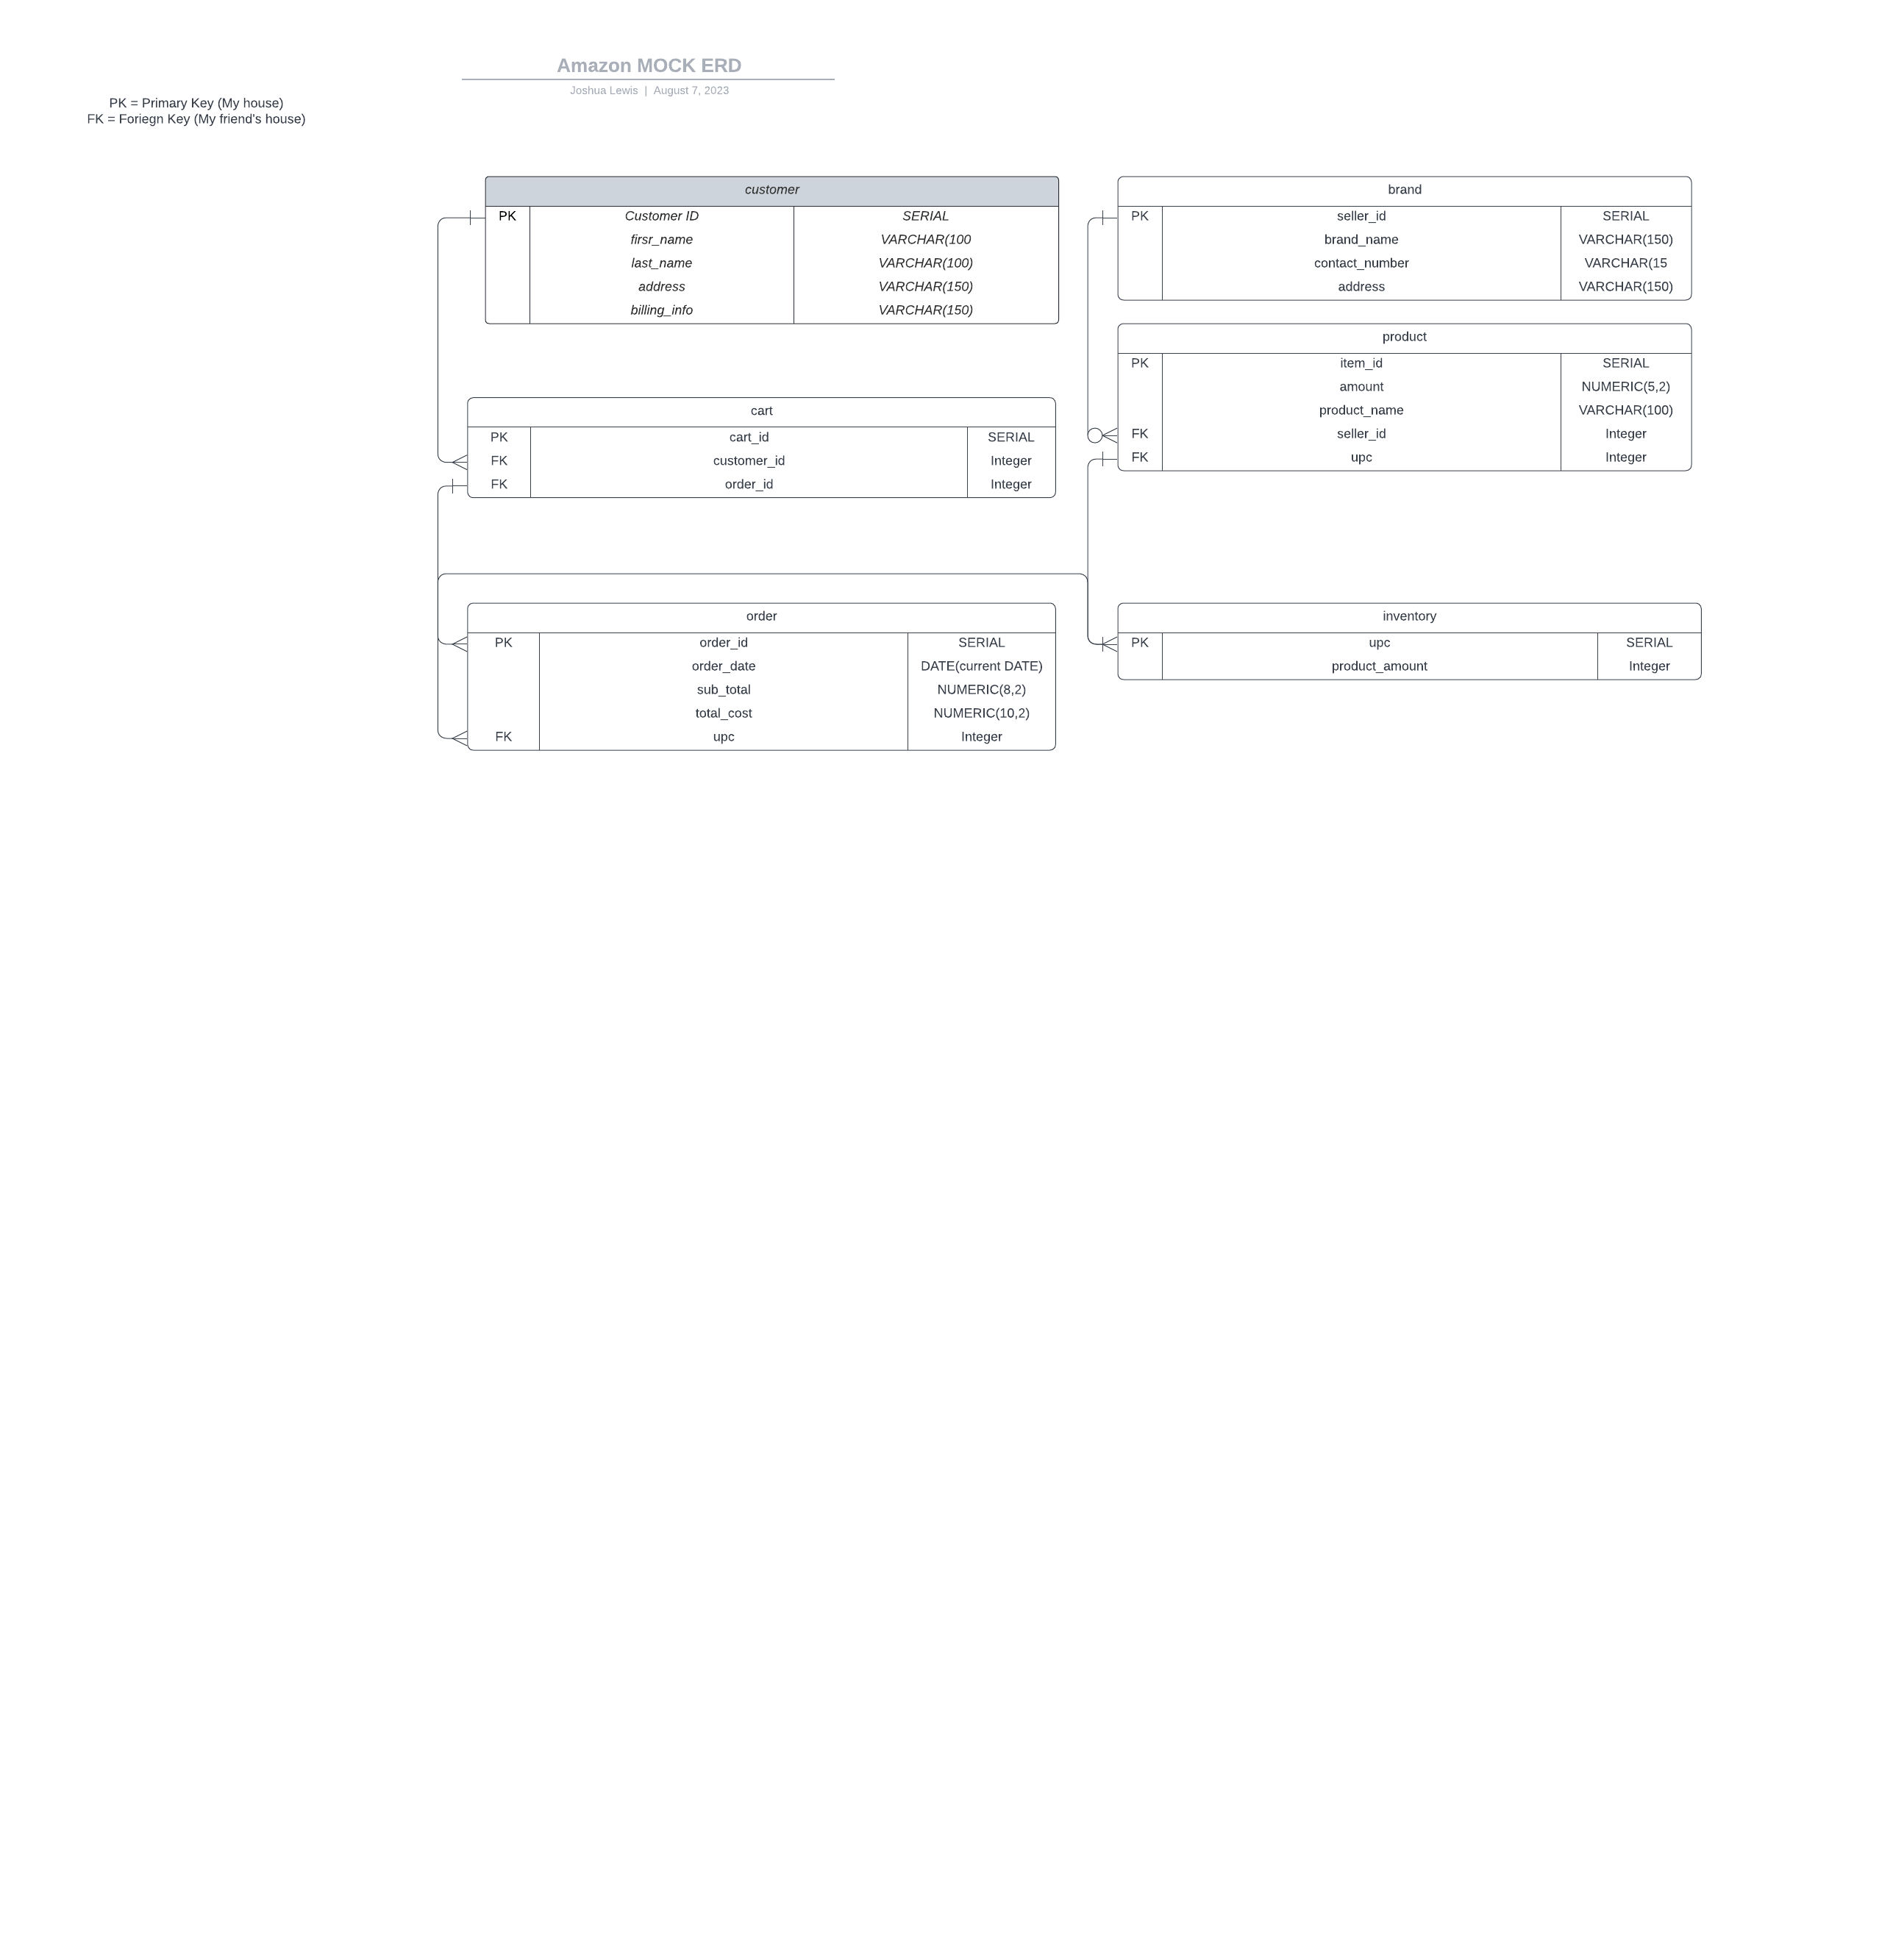 Amazon MOCK ERD
Joshua Lewis | August 7, 2023
PK = Primary Key (My house)
FK = Foriegn Key (My friend's house)
customer
PK Customer ID SERIAL
firsr_name VARCHAR(100
last_name VARCHAR(100)
address VARCHAR(150)
billing_info VARCHAR(150)
brand
PK seller_id SERIAL
brand_name VARCHAR(150)
contact_number VARCHAR(15
address VARCHAR(150)
product
PK item_id SERIAL
amount NUMERIC(5,2)
product_name VARCHAR(100)
FK seller_id Integer
FK upc Integer
cart
PK cart_id SERIAL
FK customer_id Integer
FK order_id Integer
order
PK order_id SERIAL
order_date DATE(current DATE)
sub_total NUMERIC(8,2)
total_cost NUMERIC(10,2)
FK upc Integer
inventory
PK upc SERIAL
product_amount Integer